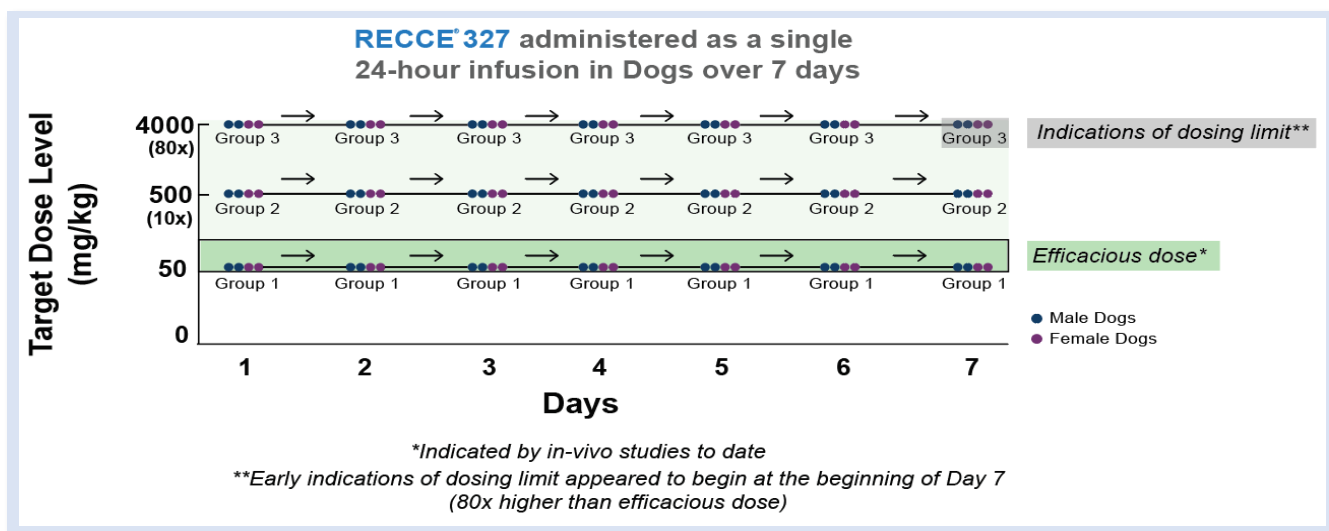 RECCE® 327 administered as a single
24-hour infusion in Dogs over 7 days
Target Dose Level
(mg/kg)
4000
(80x)
Group 3 Group 3 Group 3 Group 3 Group 3 Group 3 Group 3
Indications of dosing limit**
500
(10x)
Group 2 Group 2 Group 2 Group 2 Group 2 Group 2 Group 2
50
Efficacious dose*
Group 1 Group 1 Group 1 Group 1 Group 1 Group 1 Group 1
Male Dogs
Female Dogs
0
1 2 3 4 5 6 7
Days
*Indicated by in-vivo studies to date
**Early indications of dosing limit appeared to begin at the beginning of Day 7
(80x higher than efficacious dose)